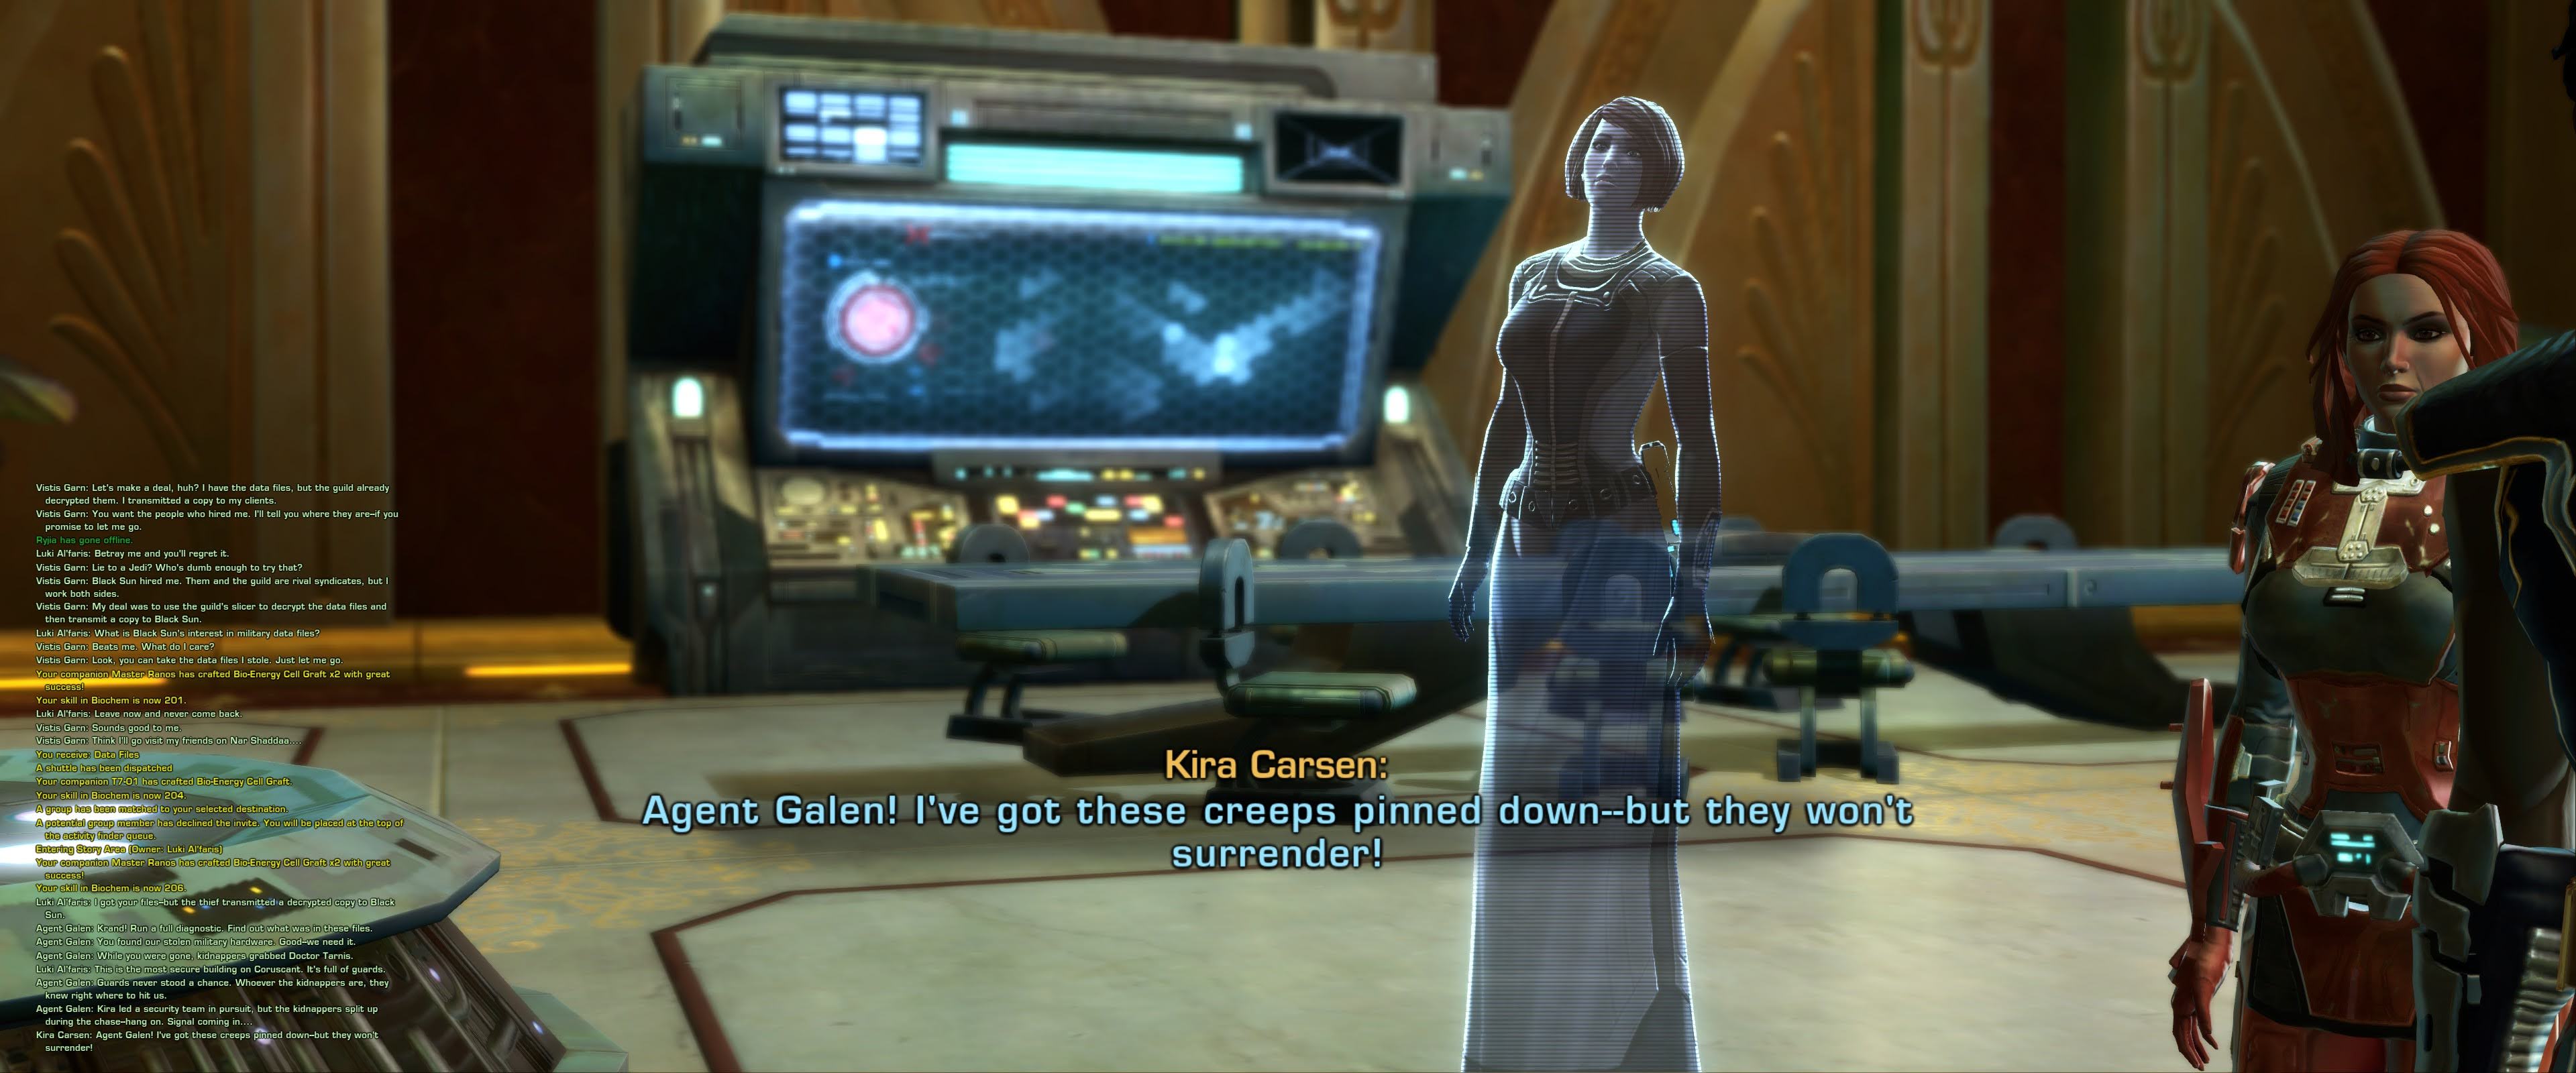 Vistis Garn: Let's make a deal, huh? I have the data files, but the guild already
decrypted them. I transmitted a copy to my clients.
Vistis Garn: You want the people who hired me. I'll tell you where they are--if you
promise to let me go.
Ryjia has gone offline.
Luki Al'faris: Betray me and you'll regret it.
Vistis Garn: Lie to a Jedi? Who's dumb enough to try that?
Vistis Garn: Black Sun hired me. Them and the guild are rival syndicates, but I
work both sides.
Vistis Garn: My deal was to use the guild's slicer to decrypt the data files and
then transmit a copy to Black Sun.
Luki Al'faris: What is Black Sun's interest in military data files?
Vistis Garn: Beats me. What do I care?
Vistis Garn: Look, you can take the data files I stole. Just let me go.
Your companion Master Ranos has crafted Bio-Energy Cell Graft x2 with great
success!
Your skill in Biochem is now 201.
Luki Al'faris: Leave now and never come back.
Vistis Garn: Sounds good to me.
Vistis Garn: Think I'll go visit my friends on Nar Shaddaa....
You receive: Data Files
A shuttle has been dispatched
Your companion T7-01 has crafted Bio-Energy Cell Graft.
Your skill in Biochem is now 204.
A group has been matched to your selected destination.
A potential group member has declined the invite. You will be placed at the top of
the activity finder queue.
Entering Story Area (Owner: Luki Al'faris)
Your companion Master Ranos has crafted Bio-Energy Cell Graft x2 with great
success!
Your skill in Biochem is now 206.
Luki Al'faris: I got your files--but the thief transmitted a decrypted copy to Black
Sun.
Agent Galen: Krand! Run a full diagnostic. Find out what was in these files.
Agent Galen: You found our stolen military hardware. Good--we need it.
Agent Galen: While you were gone, kidnappers grabbed Doctor Tarnis.
Luki Al'faris: This is the most secure building on Coruscant. It's full of guards.
Agent Galen: Guards never stood a chance. Whoever the kidnappers are, they
knew right where to hit us.
Agent Galen: Kira led a security team in pursuit, but the kidnappers split up
during the chase--hang on. Signal coming in....
Kira Carsen: Agent Galen! I've got these creeps pinned down--but they won't
surrender!
Kira Carsen:
Agent Galen! I've got these creeps pinned down--but they won't
surrender!